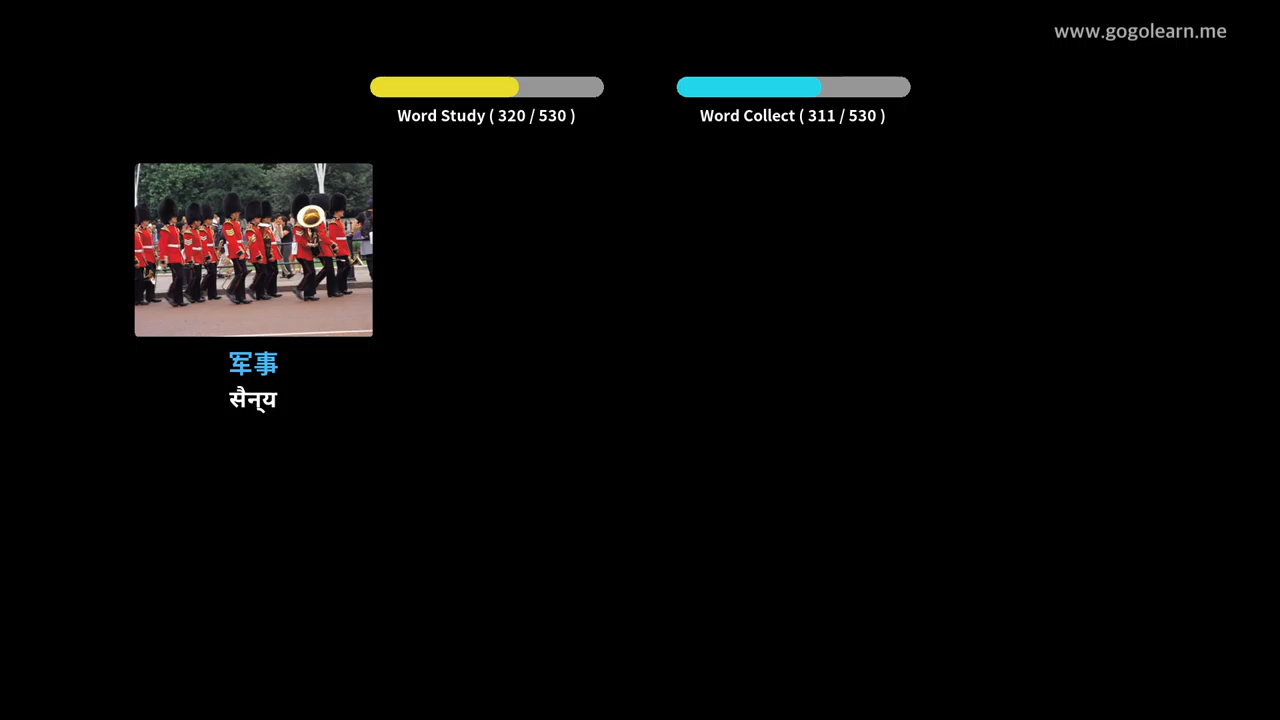 www.gogolearn.me
Word Study ( 320 / 530 )
Word Collect ( 311 / 530 )
军事
सैन्‌य